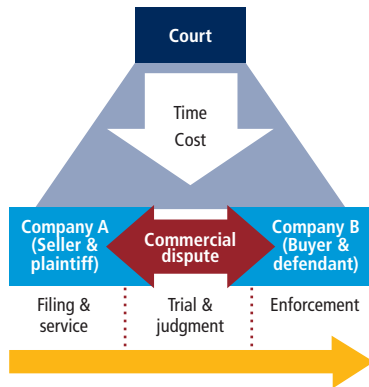 Court
Time
Cost
Company A
(Seller &
plaintiff)
Commercial
dispute
Company B
(Buyer &
defendant)
Filing &
service
Trial &
judgment
Enforcement